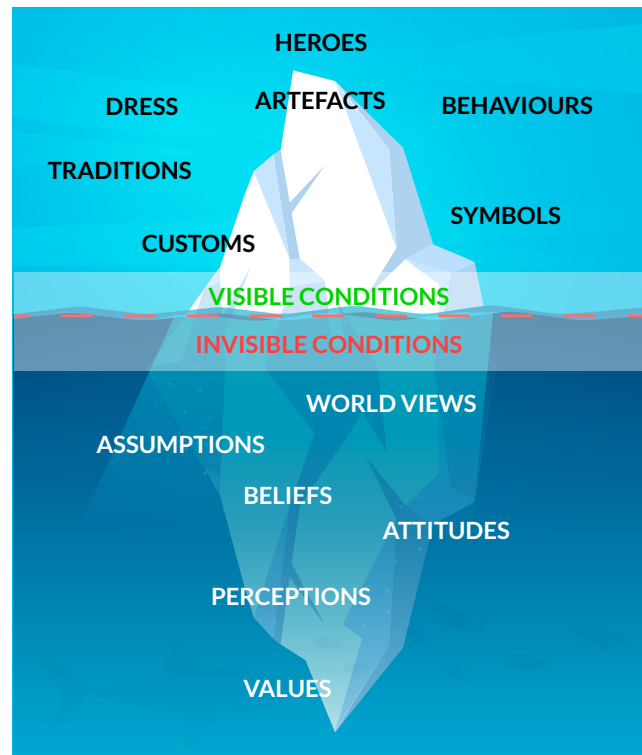 HEROES
ARTEFACTS
DRESS
BEHAVIOURS
TRADITIONS
SYMBOLS
CUSTOMS
VISIBLE CONDITIONS
INVISIBLE CONDITIONS
WORLD VIEWS
ASSUMPTIONS
BELIEFS
ATTITUDES
PERCEPTIONS
VALUES